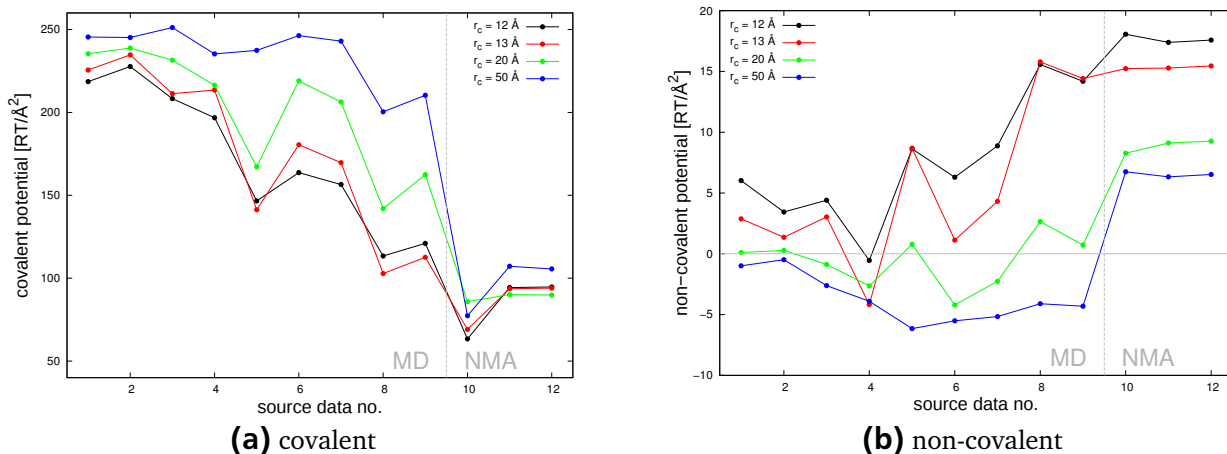 covalent potential [RT/Å²]
250
200
150
100
50
r_c = 12 Å
r_c = 13 Å
r_c = 20 Å
r_c = 50 Å
MD
NMA
2 4 6 8 10 12
source data no.
(a) covalent
non−covalent potential [RT/Å²]
20
15
10
5
0
−5
−10
r_c = 12 Å
r_c = 13 Å
r_c = 20 Å
r_c = 50 Å
MD
NMA
2 4 6 8 10 12
source data no.
(b) non-covalent